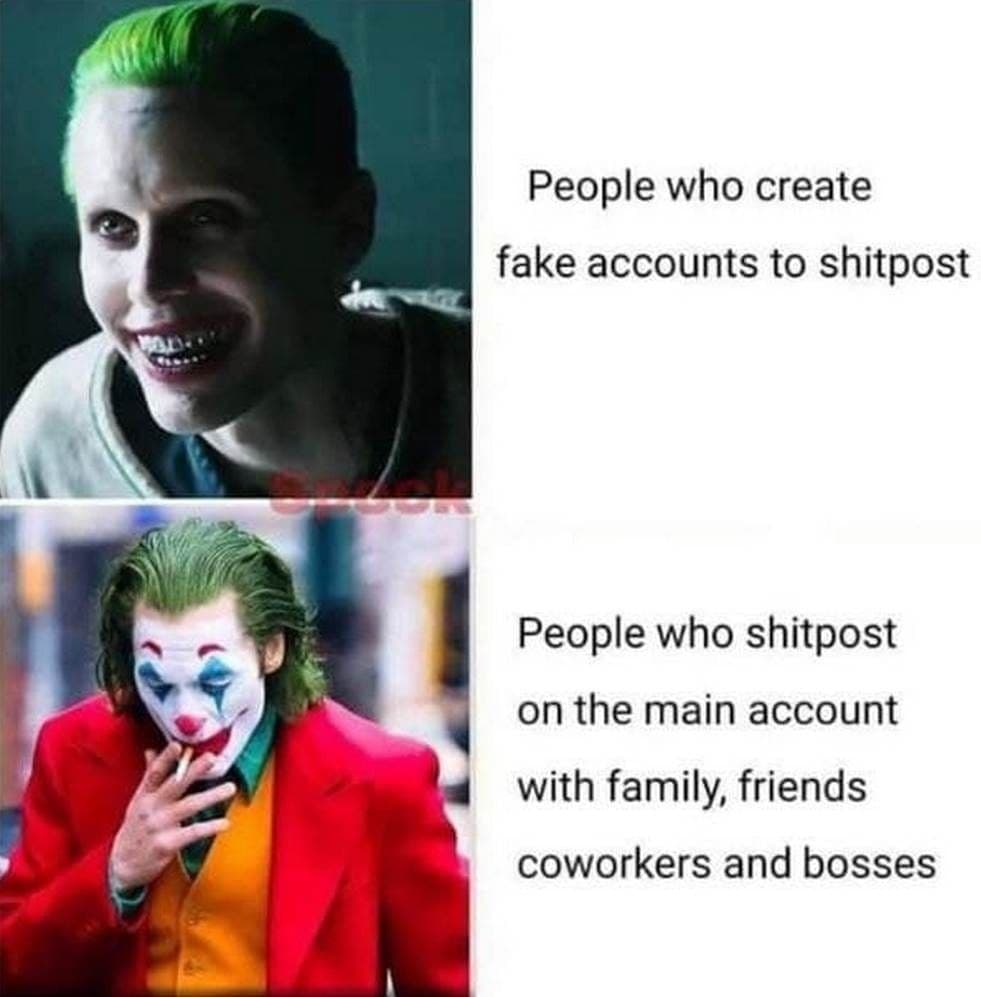 People who create
fake accounts to shitpost
People who shitpost
on the main account
with family, friends
coworkers and bosses